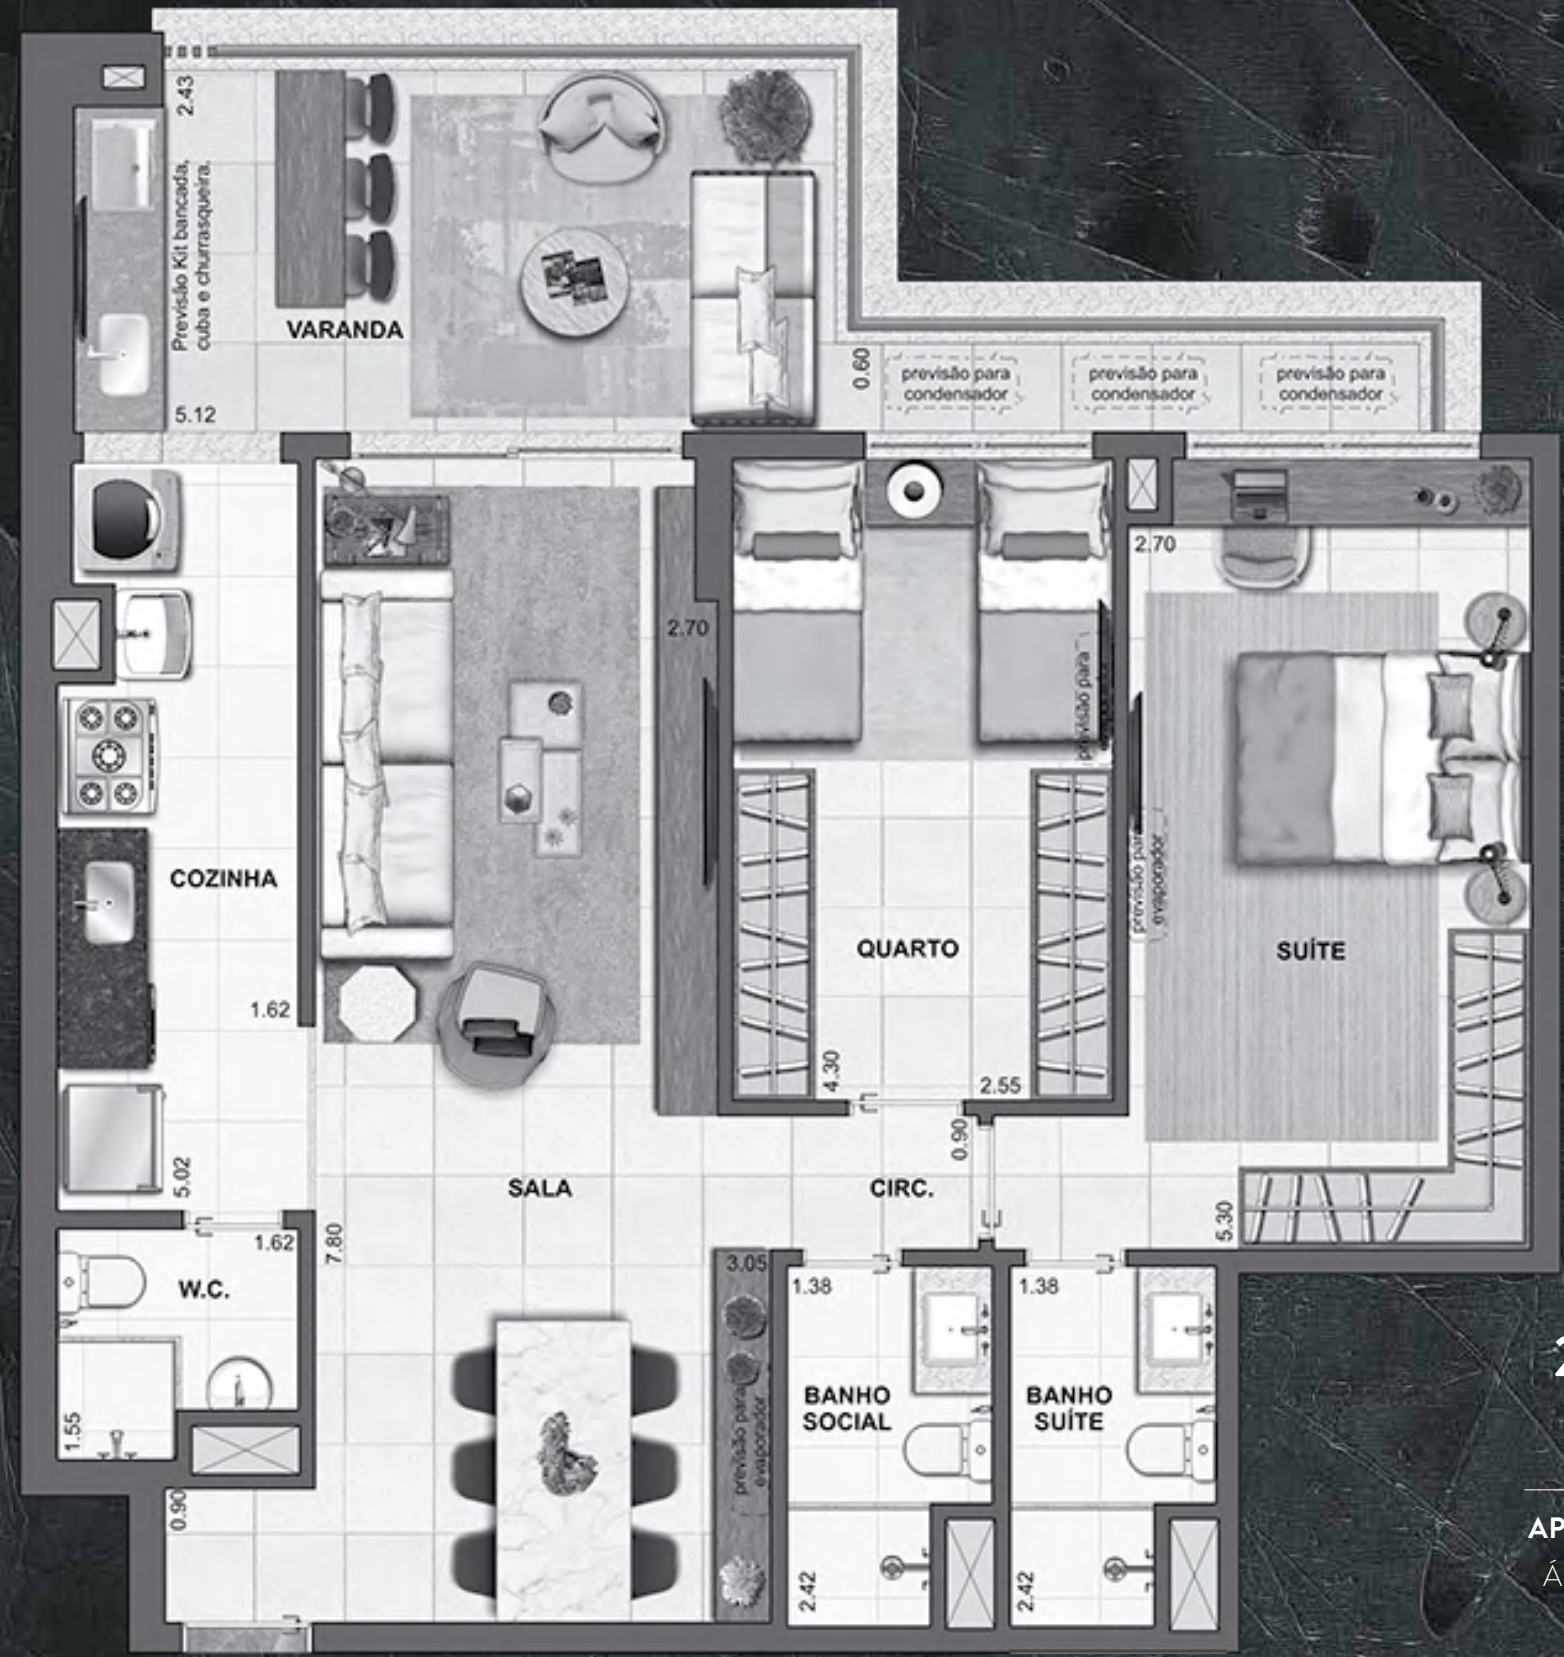 2.43
Previsão Kit bancada,
cuba e churrasqueira.
VARANDA
5.12
0.60
previsão para
condensador
previsão para
condensador
previsão para
condensador
2.70
2.70
previsão para
COZINHA
1.62
5.02
previsão para
evaporador
QUARTO
SUÍTE
4.30
2.55
0.90
SALA
CIRC.
7.80
5.30
1.62
W.C.
1.55
0.90
3.05
previsão para
evaporador
1.38
BANHO
SOCIAL
2.42
1.38
BANHO
SUÍTE
2.42
AP
Á